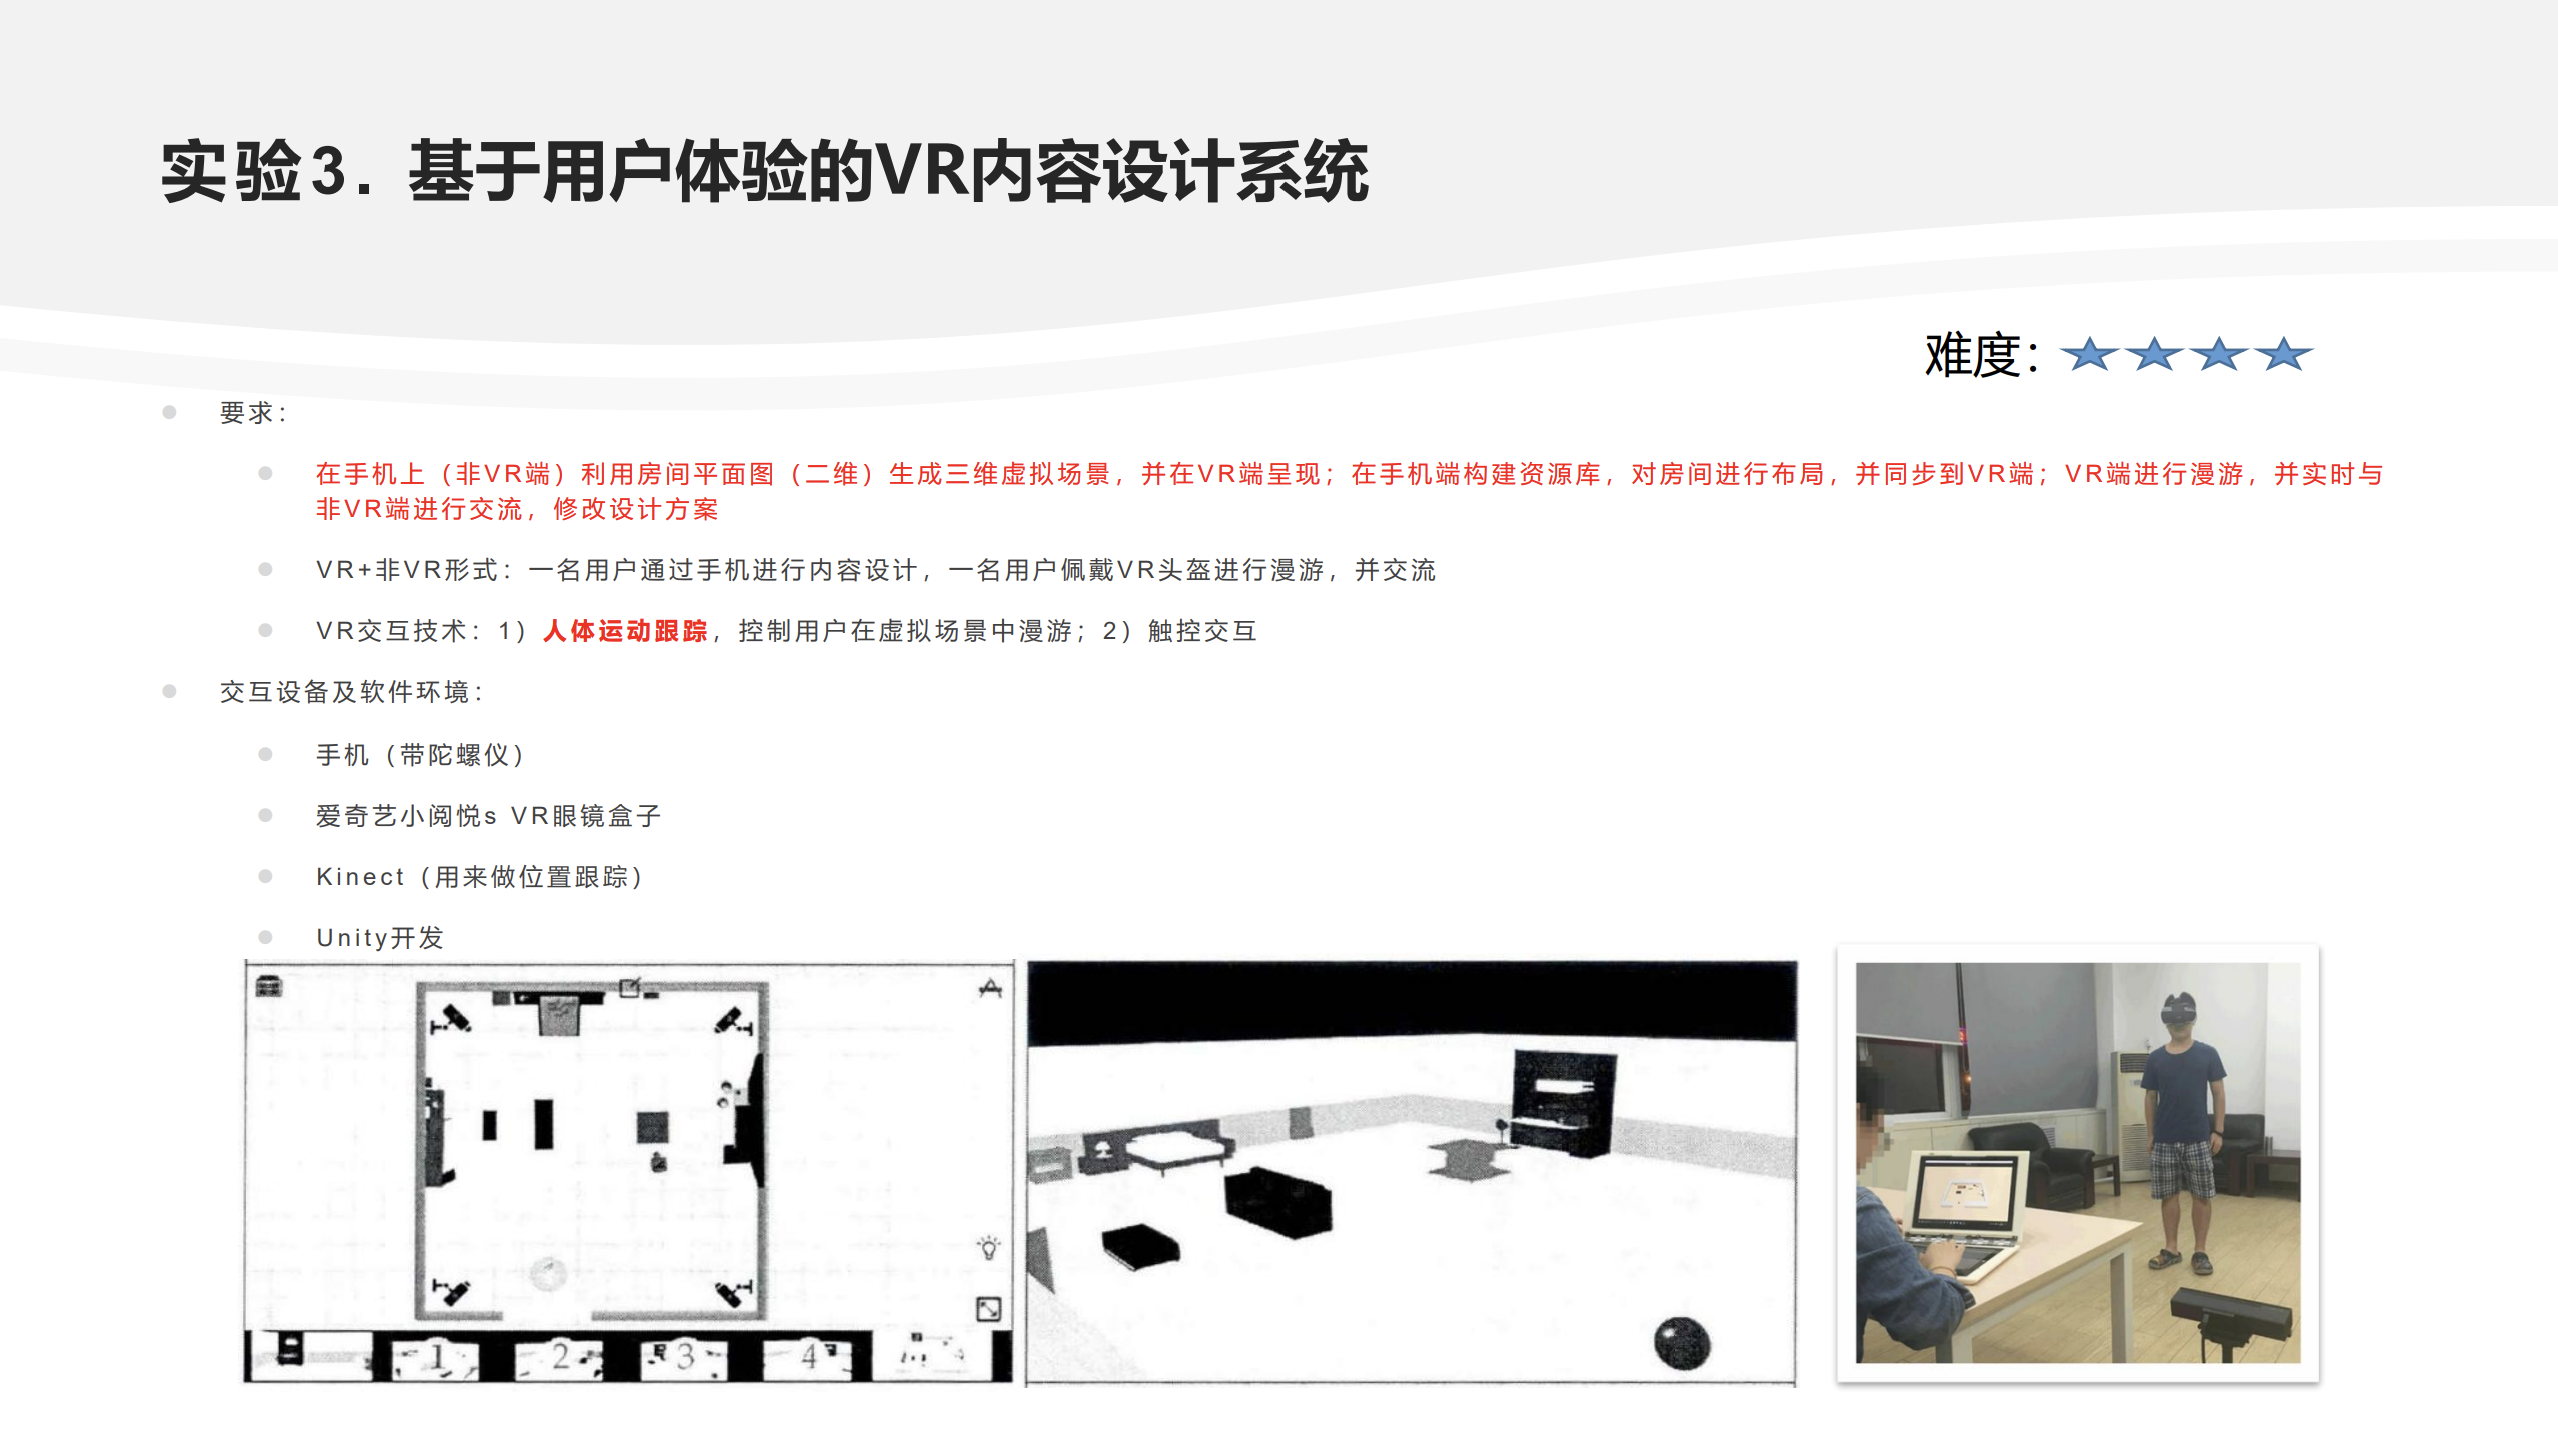 实验3. 基于用户体验的VR内容设计系统
难度：
要求：
在手机上（非VR端）利用房间平面图（二维）生成三维虚拟场景，并在VR端呈现；在手机端构建资源库，对房间进行布局，并同步到VR端；VR端进行漫游，并实时与
非VR端进行交流，修改设计方案
VR+非VR形式：一名用户通过手机进行内容设计，一名用户佩戴VR头盔进行漫游，并交流
VR交互技术：1）人体运动跟踪，控制用户在虚拟场景中漫游；2）触控交互
交互设备及软件环境：
手机（带陀螺仪）
爱奇艺小阅悦s VR眼镜盒子
Kinect（用来做位置跟踪）
Unity开发
1 2 3 4